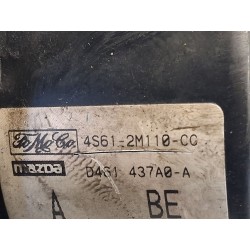 FoMoCo 4S61-2M110-CC
mazda D461 437A0-A
A BE